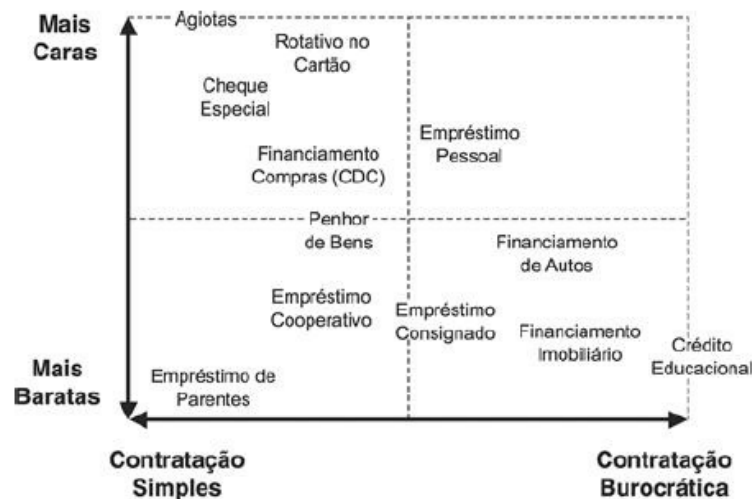 Mais
Caras
Agiotas
Rotativo no
Cartão
Cheque
Especial
Empréstimo
Pessoal
Financiamento
Compras (CDC)
Penhor
de Bens
Financiamento
de Autos
Empréstimo
Cooperativo
Empréstimo
Consignado
Financiamento
Imobiliário
Crédito
Educacional
Mais
Baratas
Empréstimo de
Parentes
Contratação
Simples
Contratação
Burocrática